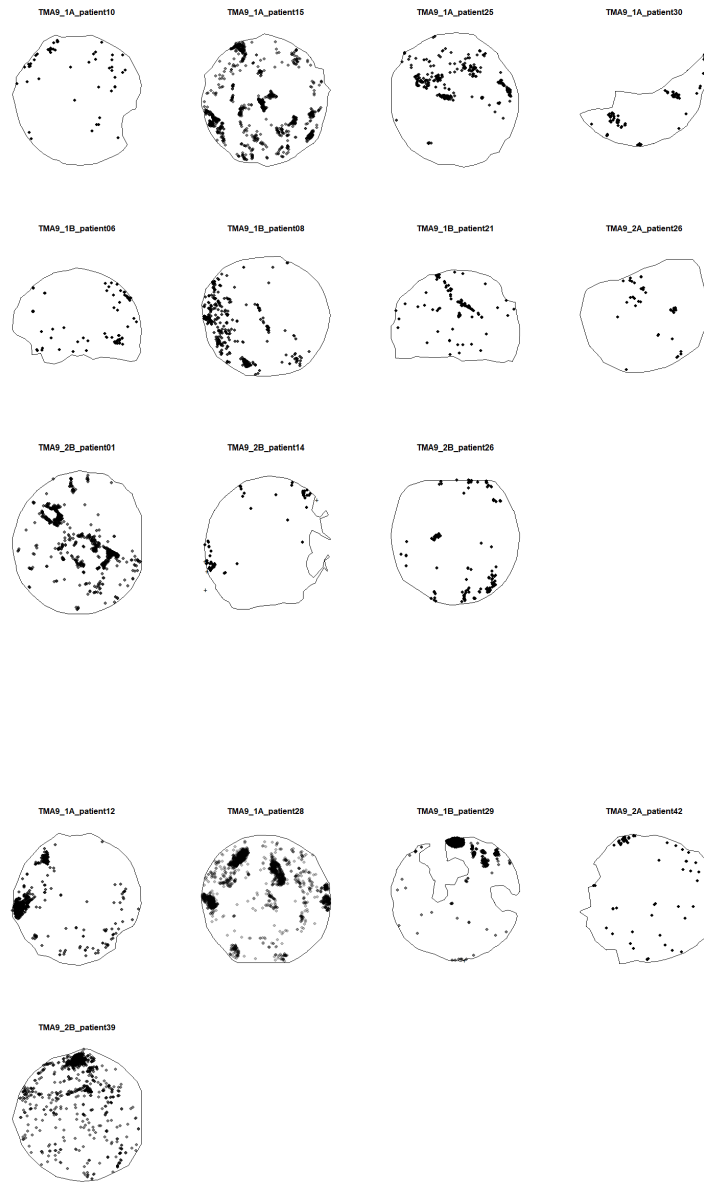 TMA9_1A_patient10 TMA9_1A_patient15 TMA9_1A_patient25 TMA9_1A_patient30
TMA9_1B_patient06 TMA9_1B_patient08 TMA9_1B_patient21 TMA9_2A_patient26
TMA9_2B_patient01 TMA9_2B_patient14 TMA9_2B_patient26
TMA9_1A_patient12 TMA9_1A_patient28 TMA9_1B_patient29 TMA9_2A_patient42
TMA9_2B_patient39